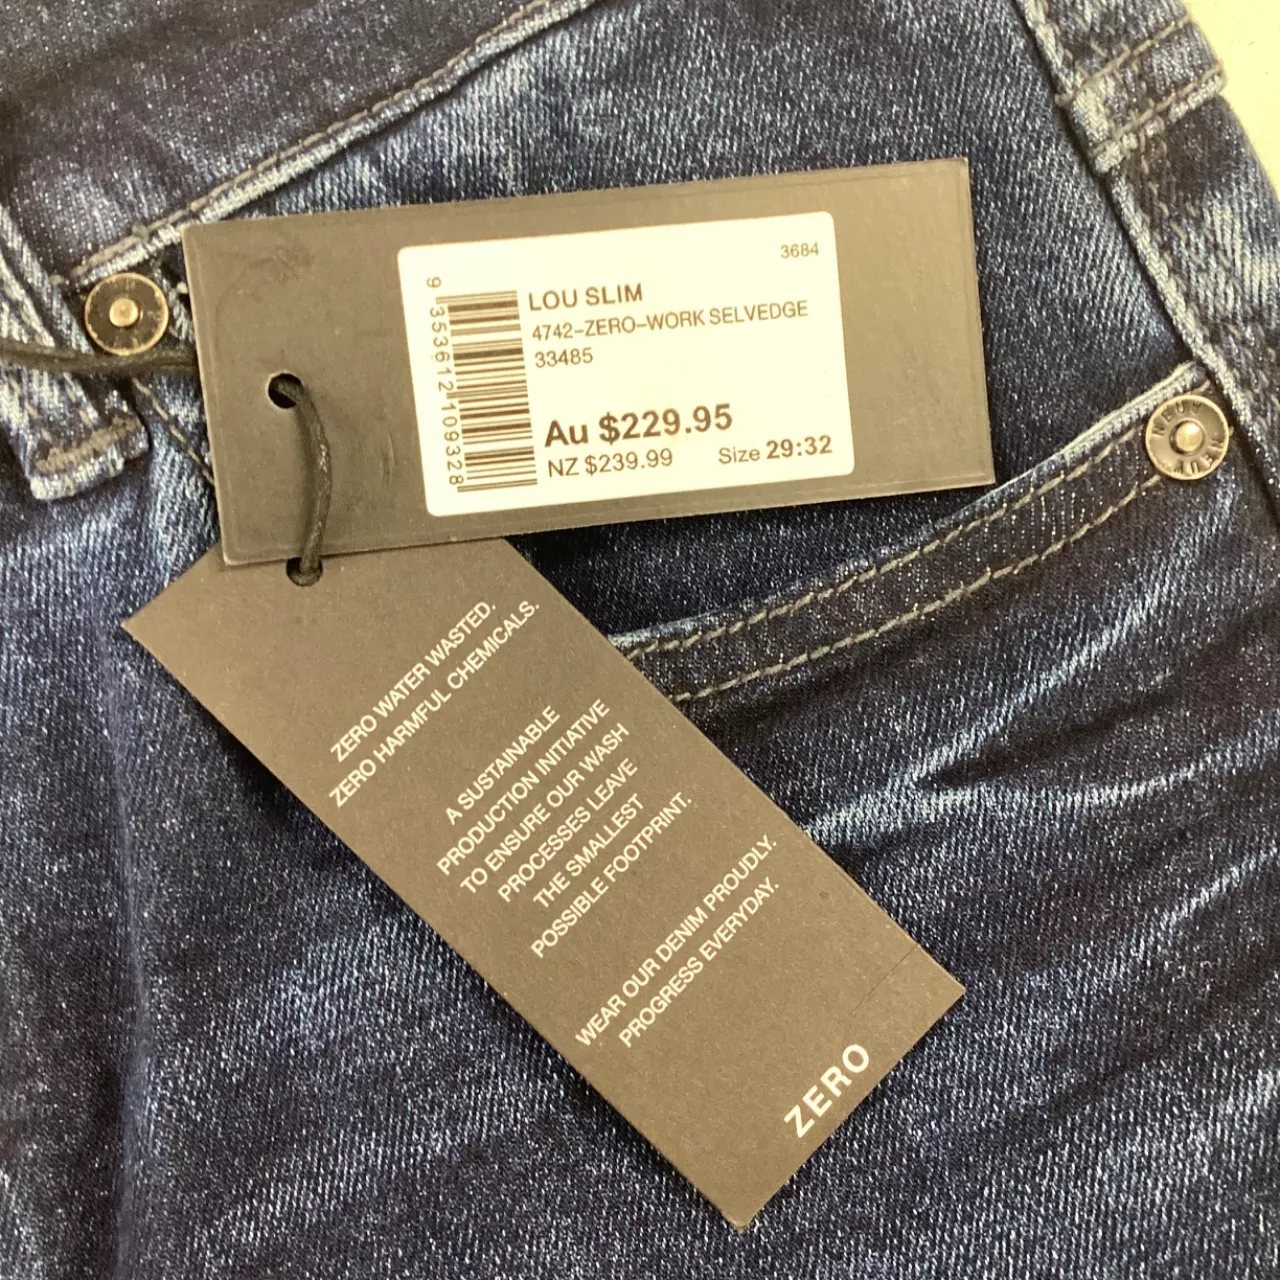 3684
LOU SLIM
4742-ZERO-WORK SELVEDGE
33485
Au $229.95
NZ $239.99 Size 29:32
9 353612 109328
ZERO WATER WASTED.
ZERO HARMFUL CHEMICALS.
A SUSTAINABLE
PRODUCTION INITIATIVE
TO ENSURE OUR WASH
PROCESSES LEAVE
THE SMALLEST
POSSIBLE FOOTPRINT.
WEAR OUR DENIM PROUDLY.
PROGRESS EVERYDAY.
ZERO
NEUW
NEUW